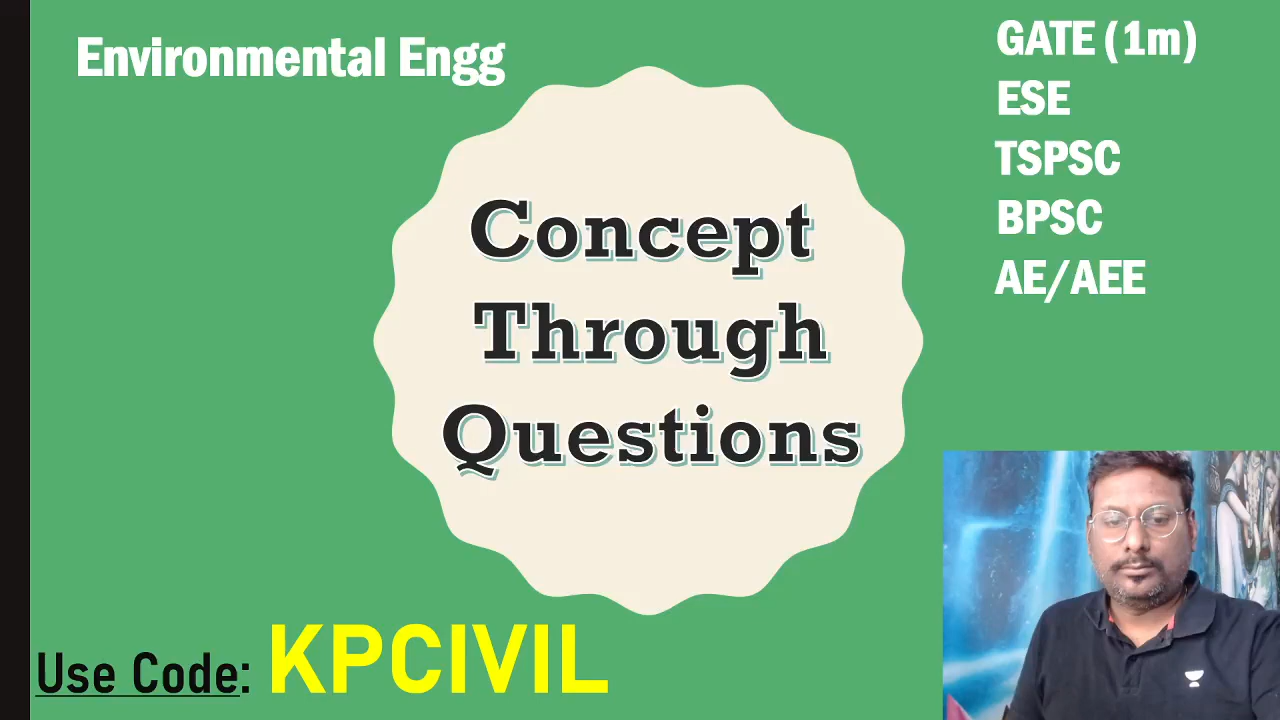 Environmental Engg
GATE (1m)
ESE
TSPSC
BPSC
AE/AEE
Concept
Through
Questions
Use Code: KPCIVIL